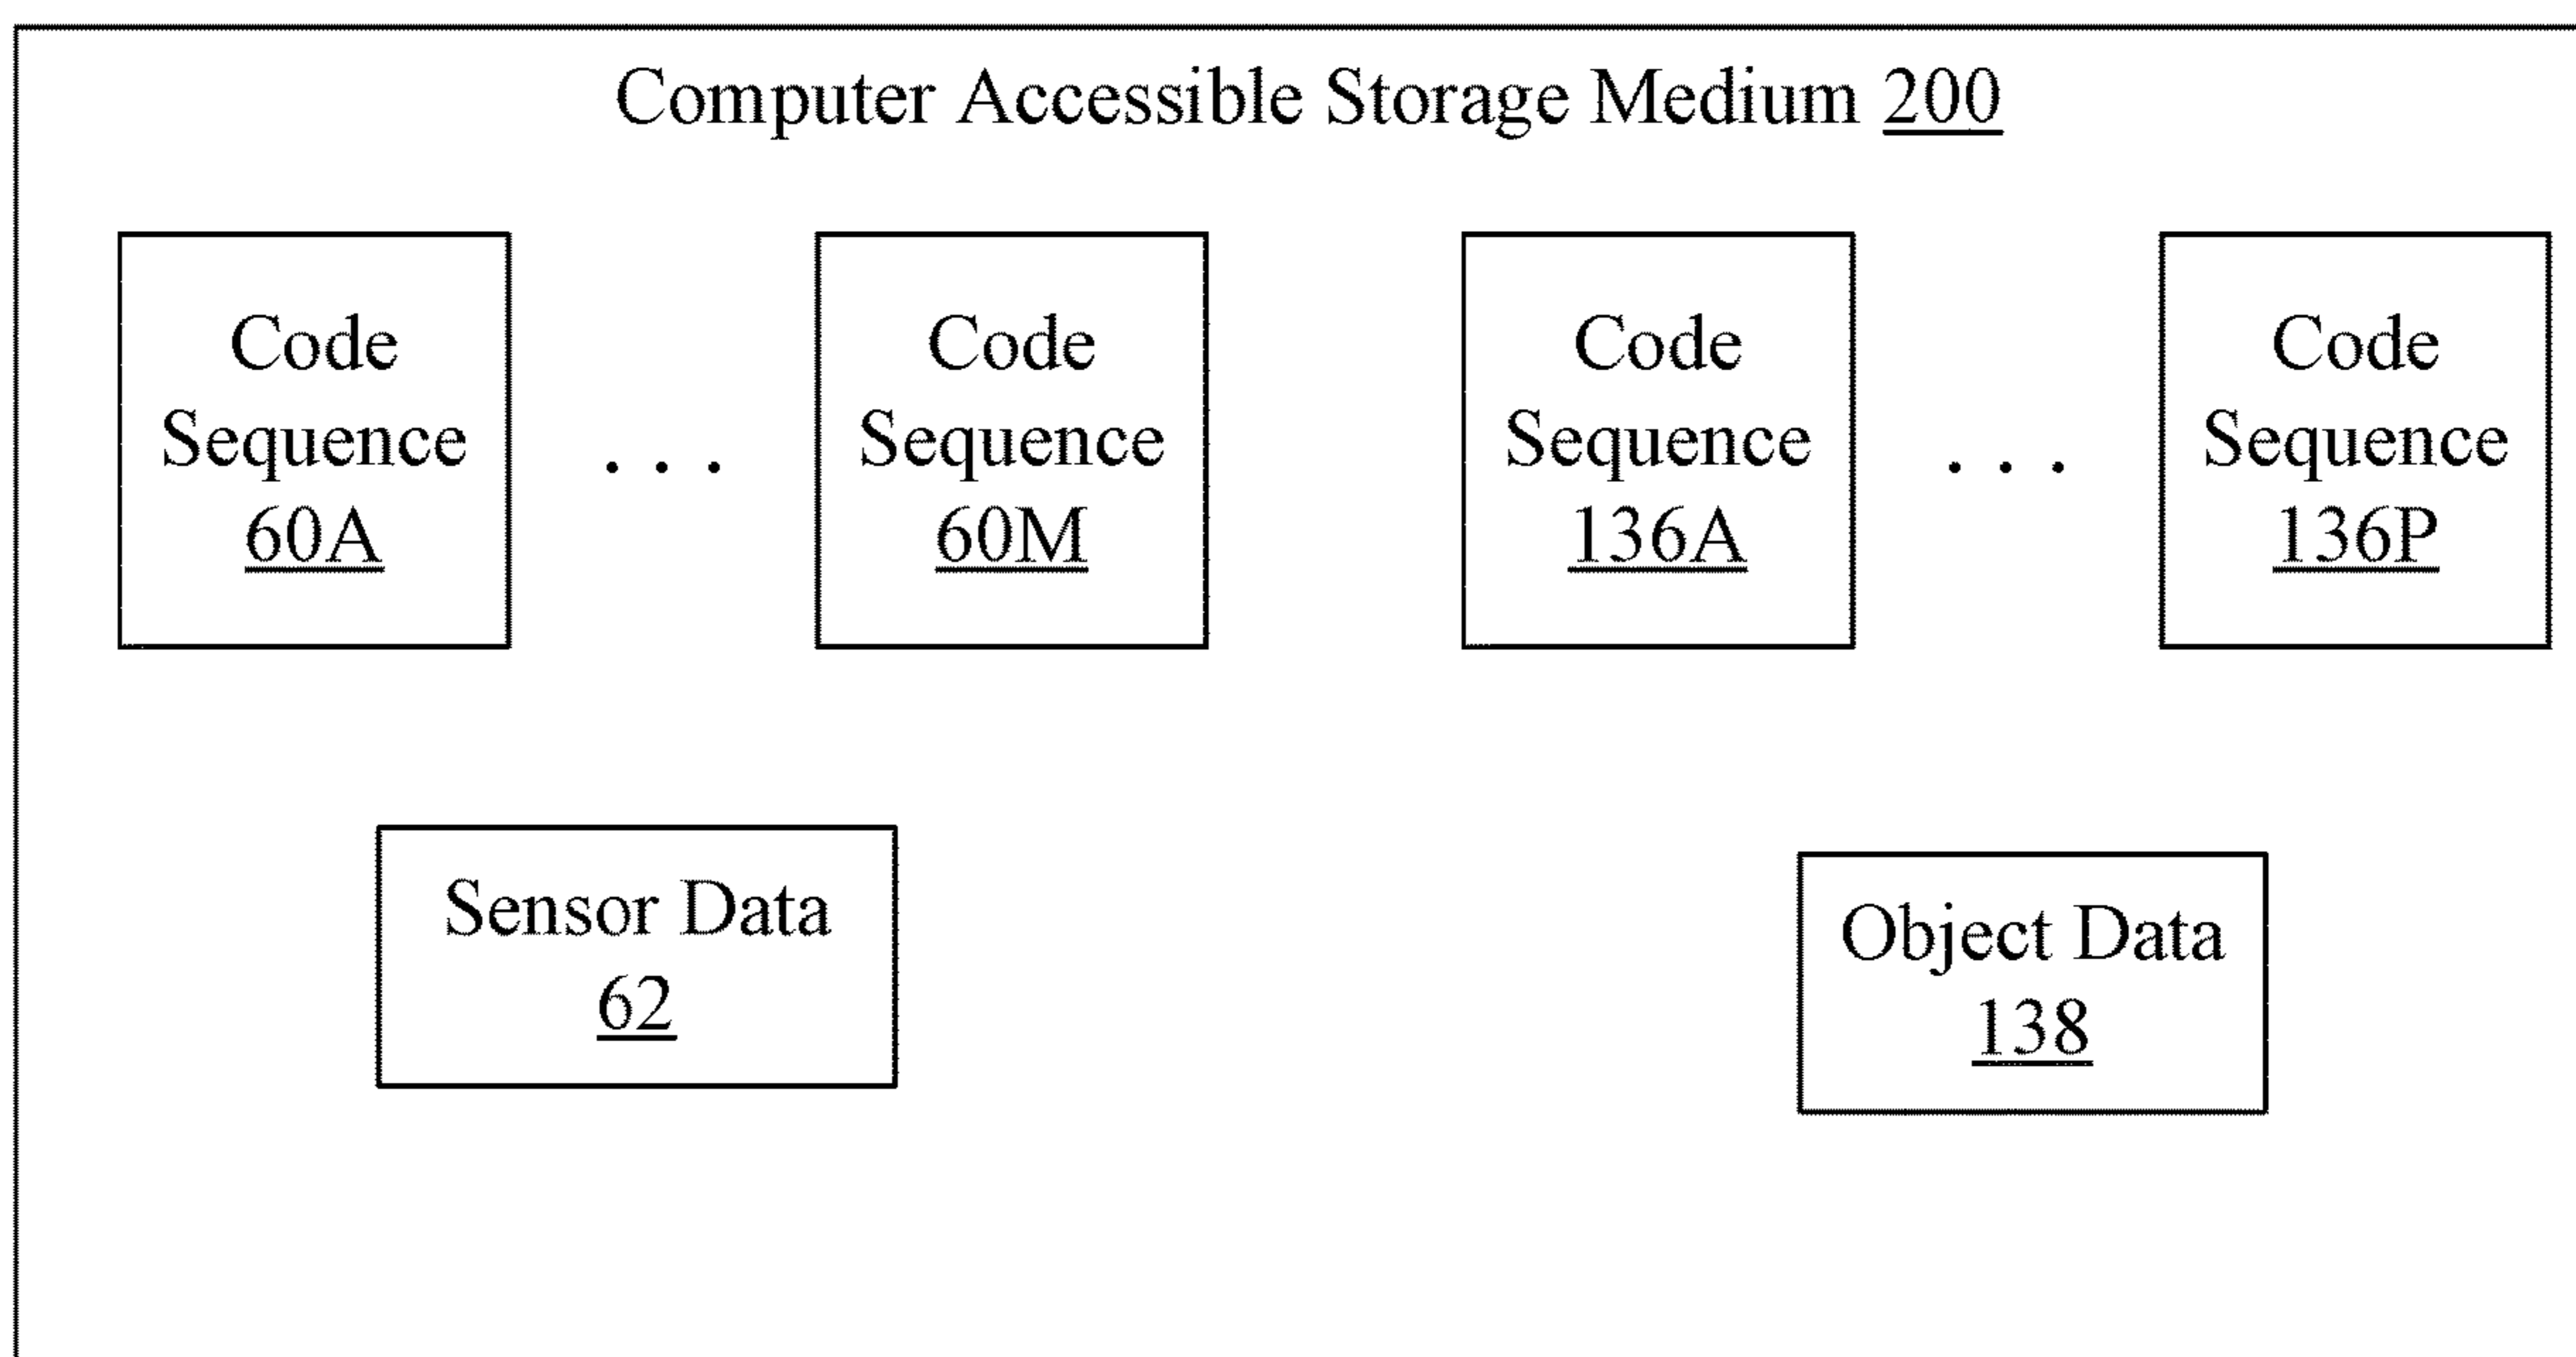 Computer Accessible Storage Medium 200
Code
Sequence
60A
. . .
Code
Sequence
60M
Code
Sequence
136A
. . .
Code
Sequence
136P
Sensor Data
62
Object Data
138